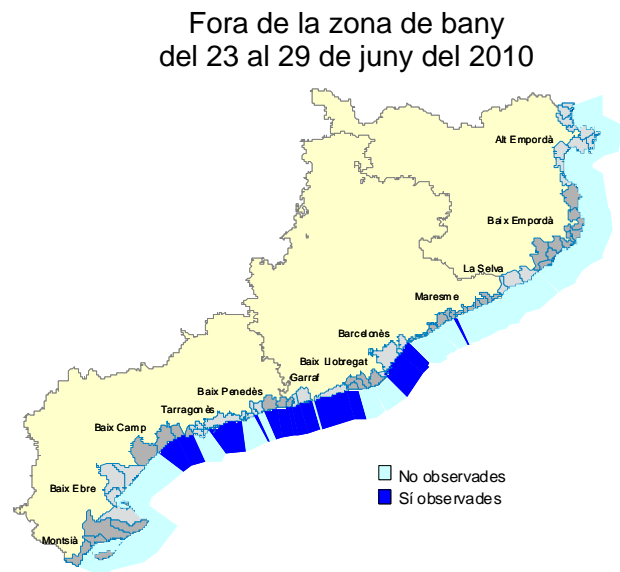 Fora de la zona de bany
del 23 al 29 de juny del 2010
Alt Empordà
Baix Empordà
La Selva
Maresme
Barcelonès
Baix Llobregat
Garraf
Baix Penedès
Tarragonès
Baix Camp
Baix Ebre
Montsià
No observades
Sí observades